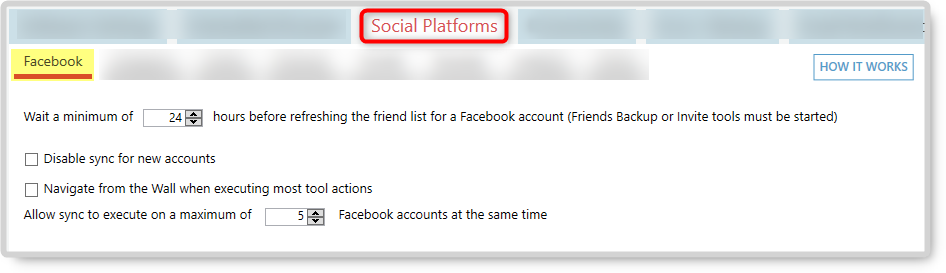 Social Platforms
Facebook
HOW IT WORKS
Wait a minimum of 24 hours before refreshing the friend list for a Facebook account (Friends Backup or Invite tools must be started)
Disable sync for new accounts
Navigate from the Wall when executing most tool actions
Allow sync to execute on a maximum of 5 Facebook accounts at the same time